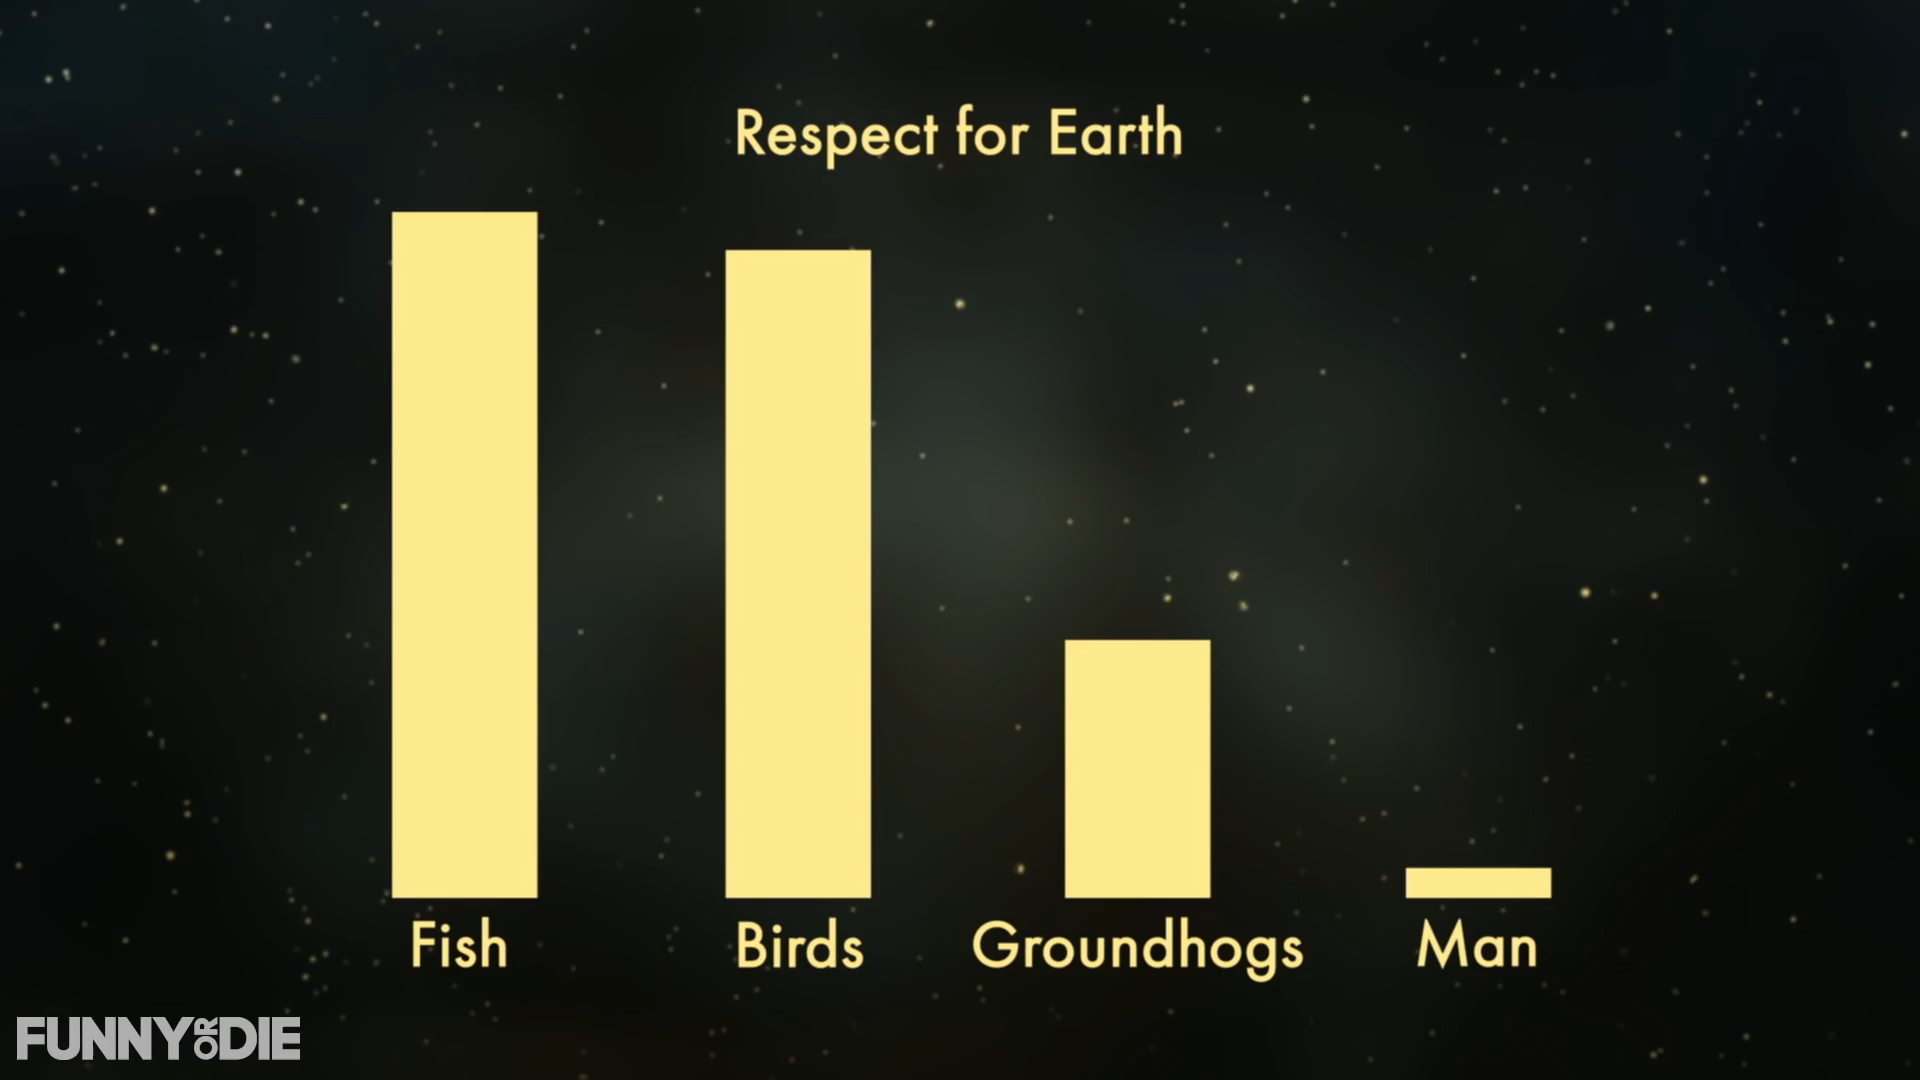 Respect for Earth
Fish
Birds
Groundhogs
Man
FUNNY OR DIE